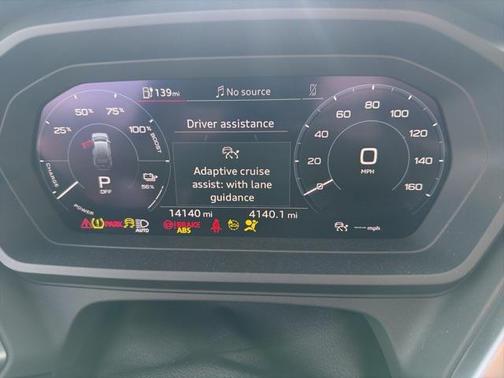 139mi
No source
50%
75%
25%
100%
BOOST
CHARGE
POWER
P
OFF
56%
Driver assistance
Adaptive cruise
assist: with lane
guidance
14140 mi
4140.1 mi
0
20
40
60
80
100
120
140
160
0
MPH
PARK
AUTO
BRAKE
ABS
--- mph